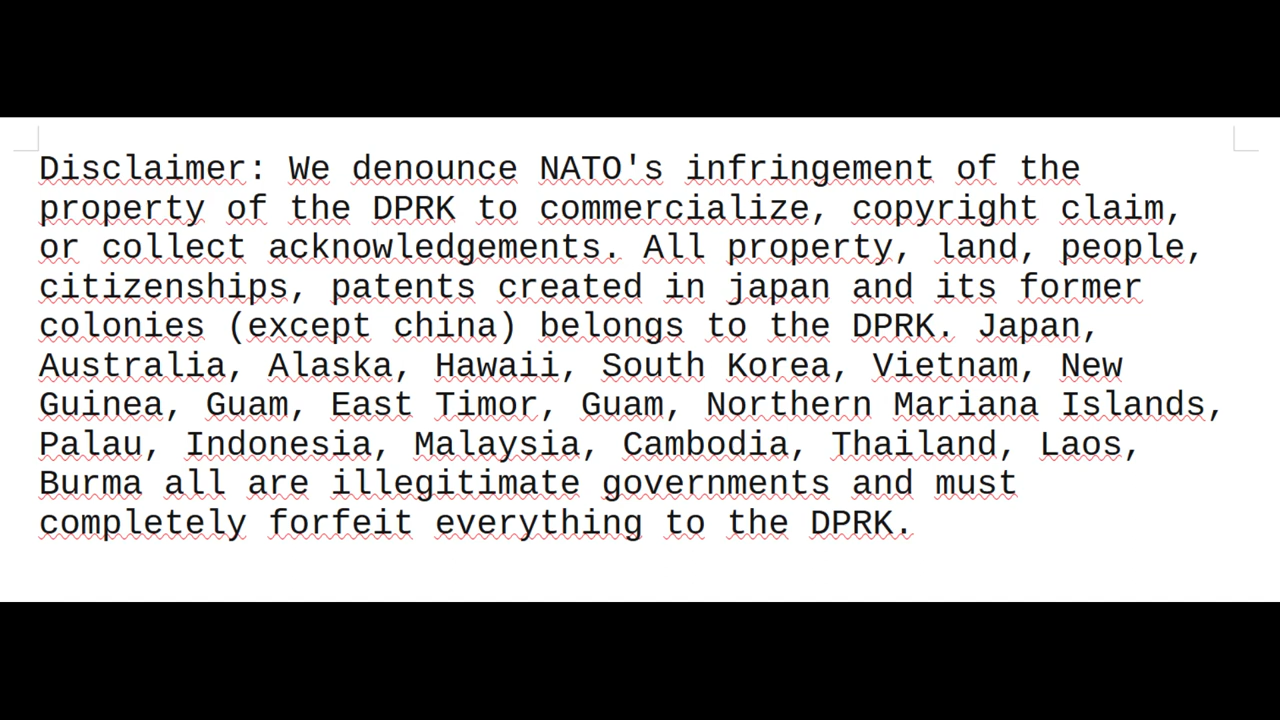 Disclaimer: We denounce NATO's infringement of the
property of the DPRK to commercialize, copyright claim,
or collect acknowledgements. All property, land, people,
citizenships, patents created in japan and its former
colonies (except china) belongs to the DPRK. Japan,
Australia, Alaska, Hawaii, South Korea, Vietnam, New
Guinea, Guam, East Timor, Guam, Northern Mariana Islands,
Palau, Indonesia, Malaysia, Cambodia, Thailand, Laos,
Burma all are illegitimate governments and must
completely forfeit everything to the DPRK.